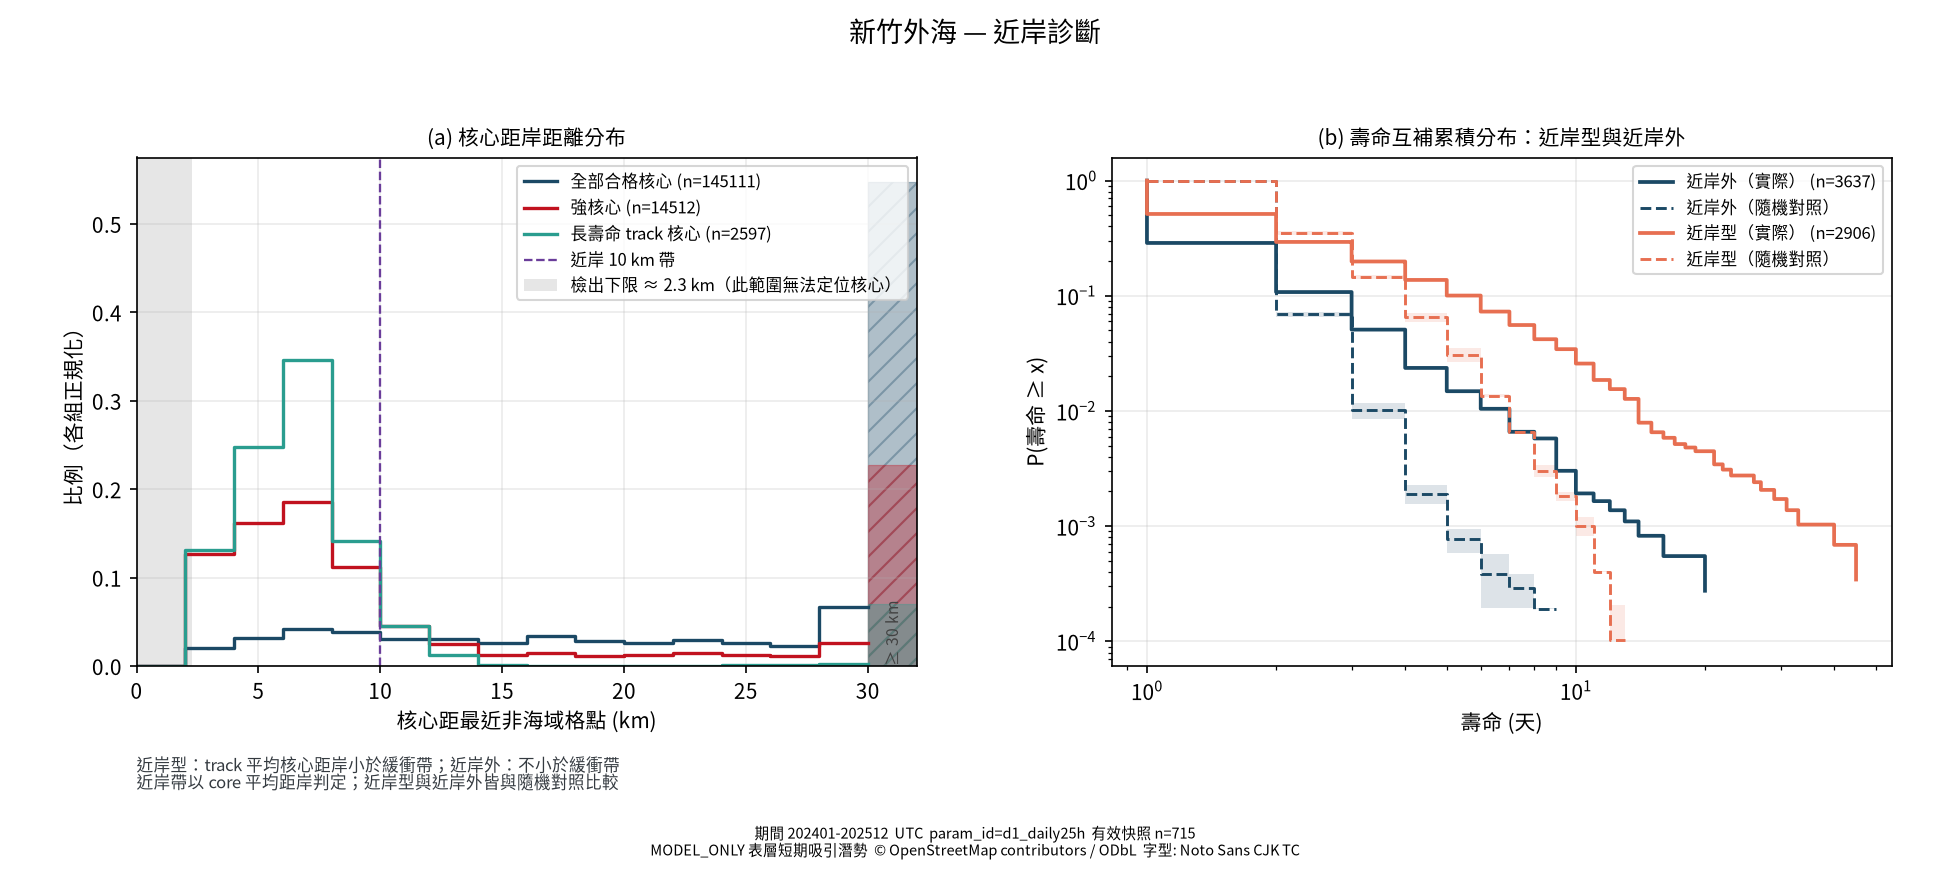 新竹外海 — 近岸診斷
(a) 核心距岸距離分布
比例（各組正規化）
0.5
0.4
0.3
0.2
0.1
0.0
全部合格核心 (n=145111)
強核心 (n=14512)
長壽命 track 核心 (n=2597)
近岸 10 km 帶
檢出下限 ≈ 2.3 km（此範圍無法定位核心）
≥ 30 km
0 5 10 15 20 25 30
核心距最近非海域格點 (km)
近岸型：track 平均核心距岸小於緩衝帶；近岸外：不小於緩衝帶
近岸帶以 core 平均距岸判定；近岸型與近岸外皆與隨機對照比較
(b) 壽命互補累積分布：近岸型與近岸外
P(壽命 ≥ x)
10⁰
10⁻¹
10⁻²
10⁻³
10⁻⁴
近岸外（實際） (n=3637)
近岸外（隨機對照）
近岸型（實際） (n=2906)
近岸型（隨機對照）
10⁰ 10¹
壽命 (天)
期間 202401-202512 UTC param_id=d1_daily25h 有效快照 n=715
MODEL_ONLY 表層短期吸引潛勢 © OpenStreetMap contributors / ODbL 字型: Noto Sans CJK TC